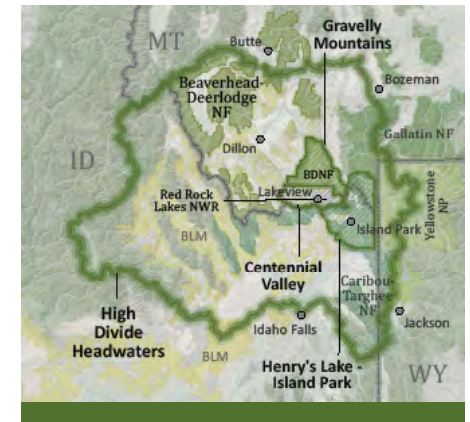 Gravelly
Mountains
MT
Butte
Beaverhead-
Deerlodge
NF
Bozeman
Gallatin NF
Dillon
ID
BDNF
Red Rock
Lakes NWR
Lakeview
Yellowstone
NP
Island Park
BLM
Centennial
Valley
Caribou-
Targhee
NF
High
Divide
Headwaters
Idaho Falls
Jackson
BLM
Henry's Lake -
Island Park
WY